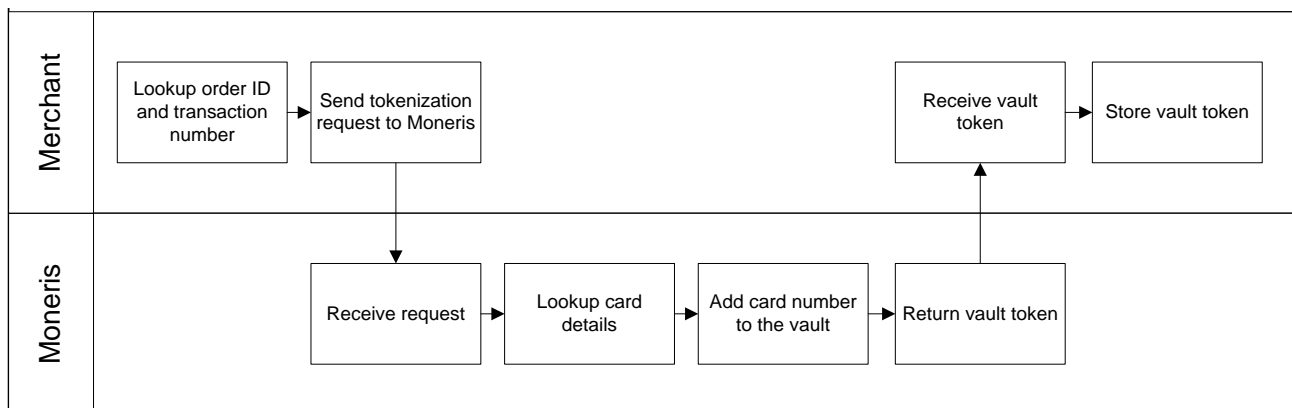 Merchant
Lookup order ID
and transaction
number
Send tokenization
request to Moneris
Receive vault
token
Store vault token
Moneris
Receive request
Lookup card
details
Add card number
to the vault
Return vault token